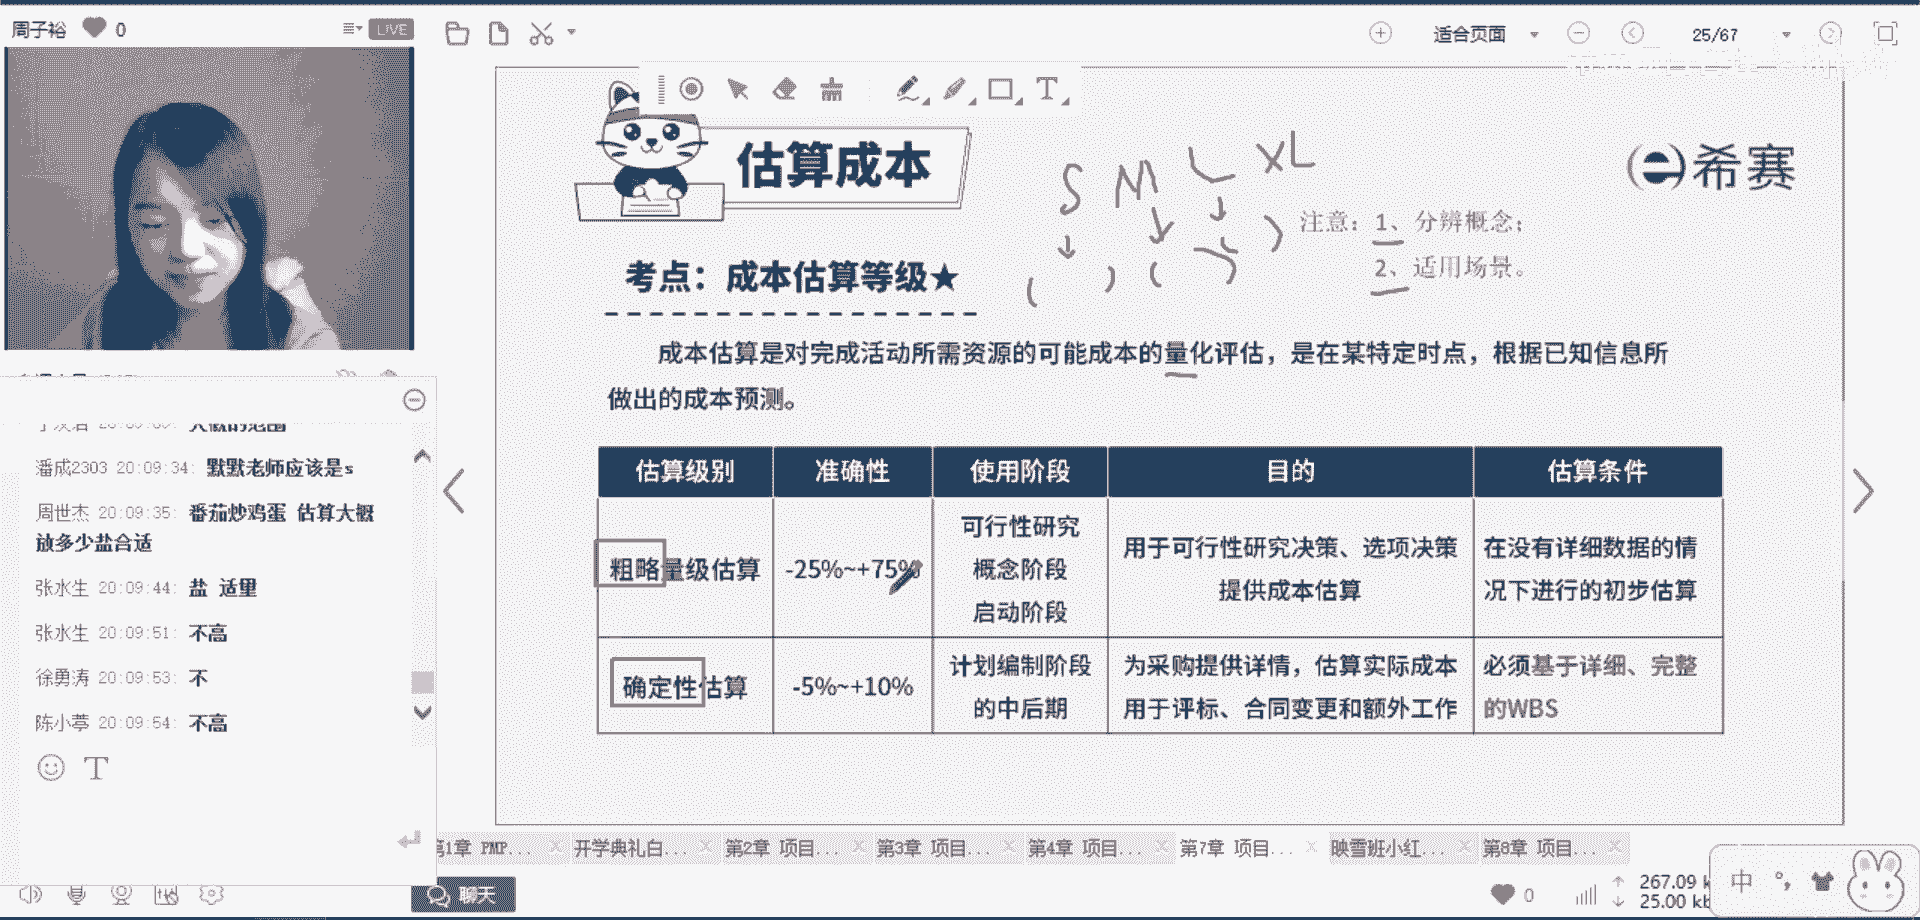 周子裕
0
LIVE
适合页面
25/67
估算成本
希赛
S M L XL
注意：1、分辨概念；
2、适用场景。
考点：成本估算等级★
成本估算是对完成活动所需资源的可能成本的量化评估，是在某特定时点，根据已知信息所
做出的成本预测。
估算级别 准确性 使用阶段 目的 估算条件
粗略量级估算 -25%~+75% 可行性研究
概念阶段
启动阶段
用于可行性研究决策、选项决策
提供成本估算
在没有详细数据的情
况下进行的初步估算
确定性估算 -5%~+10% 计划编制阶段
的中后期
为采购提供详情，估算实际成本
用于评标、合同变更和额外工作
必须基于详细、完整
的WBS
潘成2303 20:09:34: 默默老师应该是s
周世杰 20:09:35: 番茄炒鸡蛋 估算大概
放多少盐合适
张水生 20:09:44: 盐 适量
张水生 20:09:51: 不高
徐勇涛 20:09:53: 不
陈小葶 20:09:54: 不高
T
第1章 PMP... 开学典礼白... 第2章 项目... 第3章 项目... 第4章 项目... 第7章 项目... 映雪班小红... 第8章 项目...
聊天
0
267.09
25.00
中